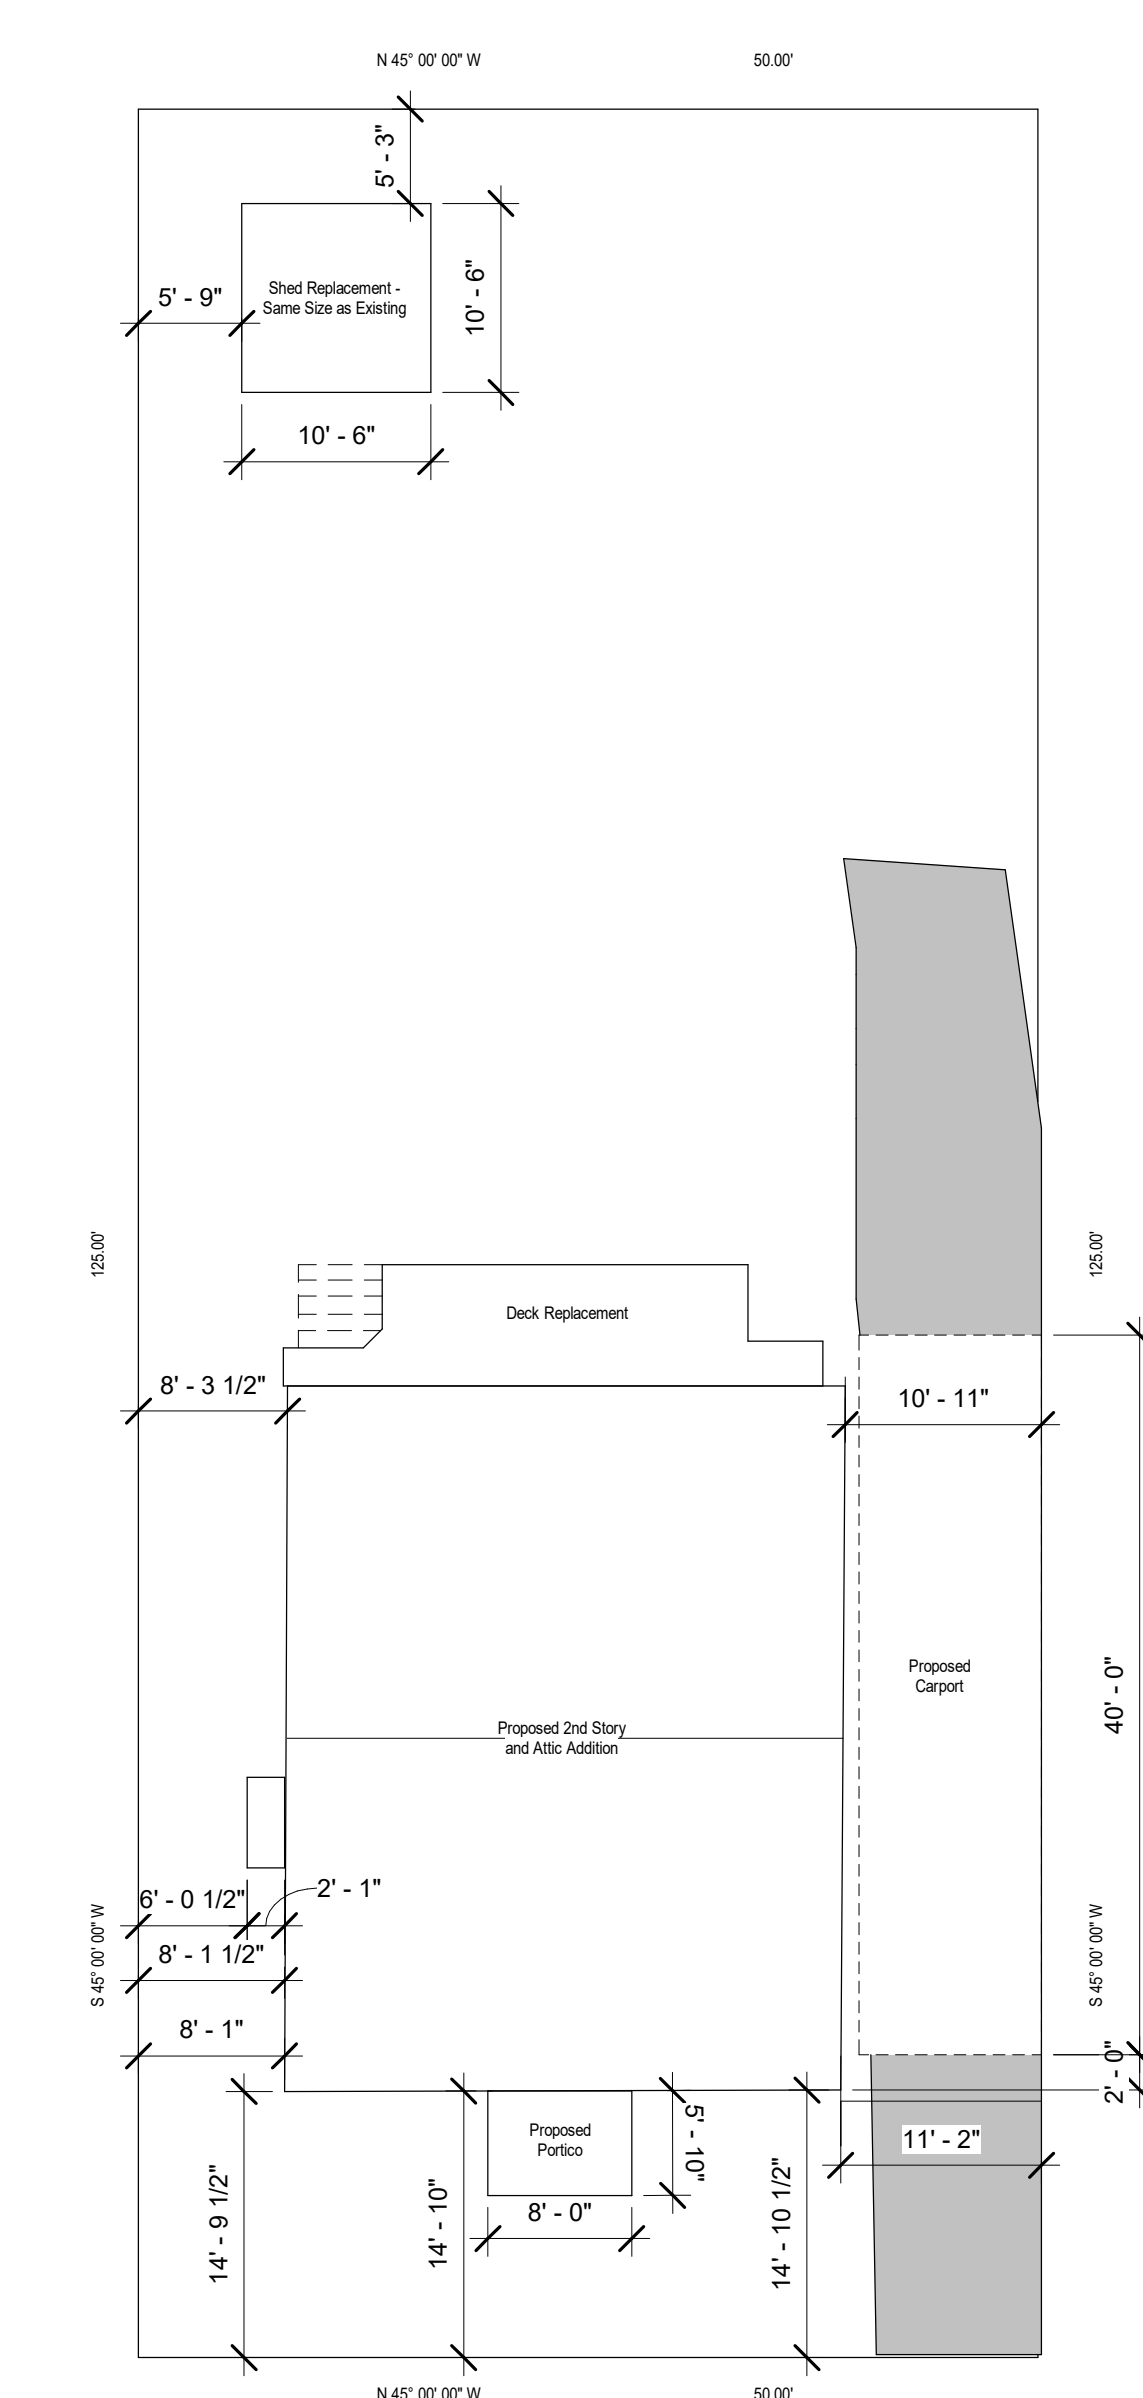 N 45° 00' 00" W 50.00'
5' - 3"
5' - 9"
Shed Replacement -
Same Size as Existing
10' - 6"
10' - 6"
125.00'
125.00'
Deck Replacement
8' - 3 1/2"
10' - 11"
Proposed
Carport
40' - 0"
Proposed 2nd Story
and Attic Addition
2' - 1"
6' - 0 1/2"
S 45° 00' 00" W
S 45° 00' 00" W
8' - 1 1/2"
8' - 1"
2' - 0"
Proposed
Portico
5' - 10"
11' - 2"
14' - 9 1/2"
14' - 10"
8' - 0"
14' - 10 1/2"
N 45° 00' 00" W 50.00'